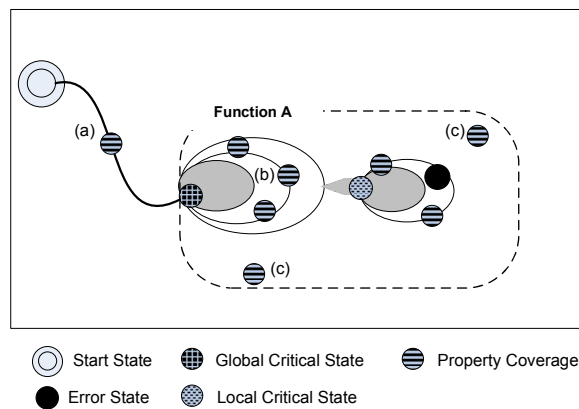 Function A
(a)
(b)
(c)
(c)
Start State
Global Critical State
Property Coverage
Error State
Local Critical State